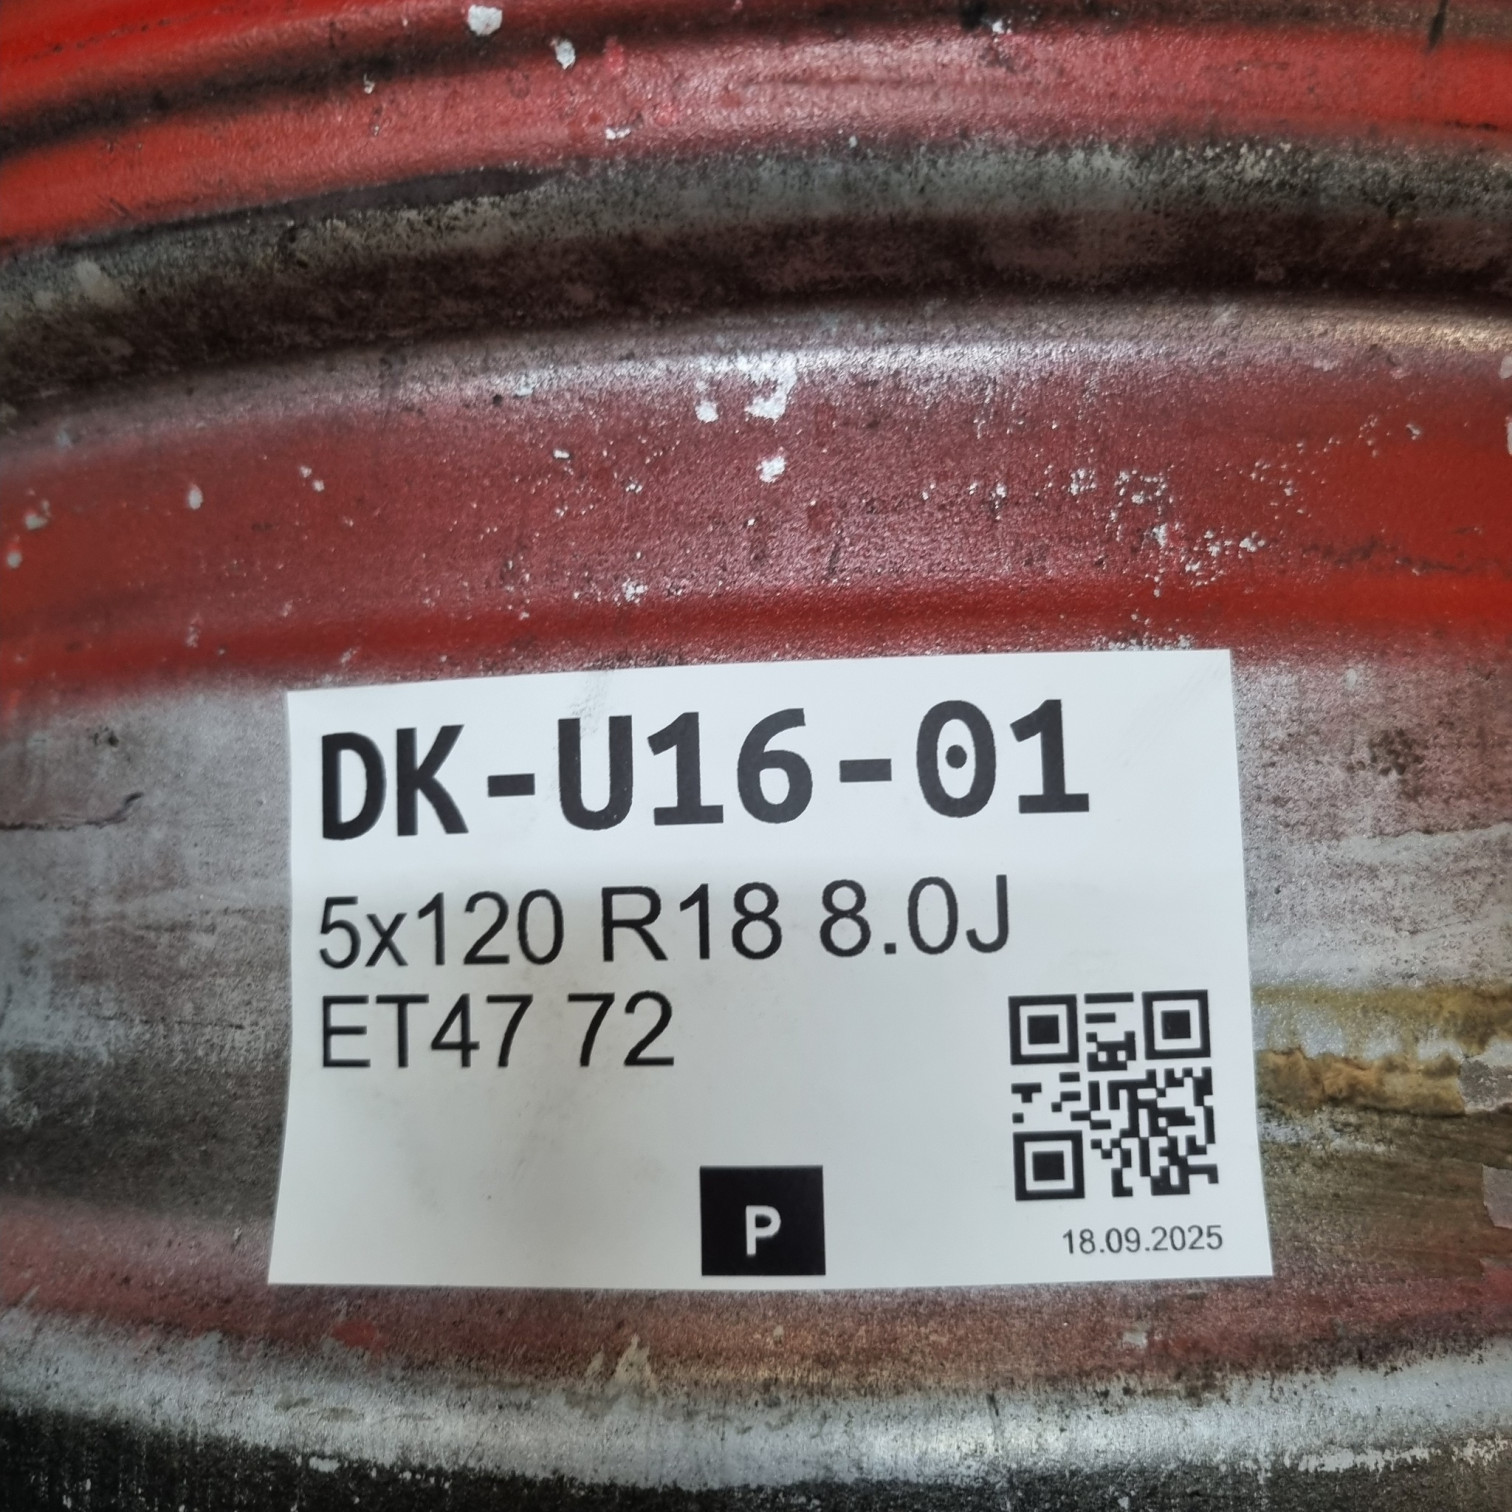 DK-U16-01
5x120 R18 8.0J
ET47 72
P
18.09.2025